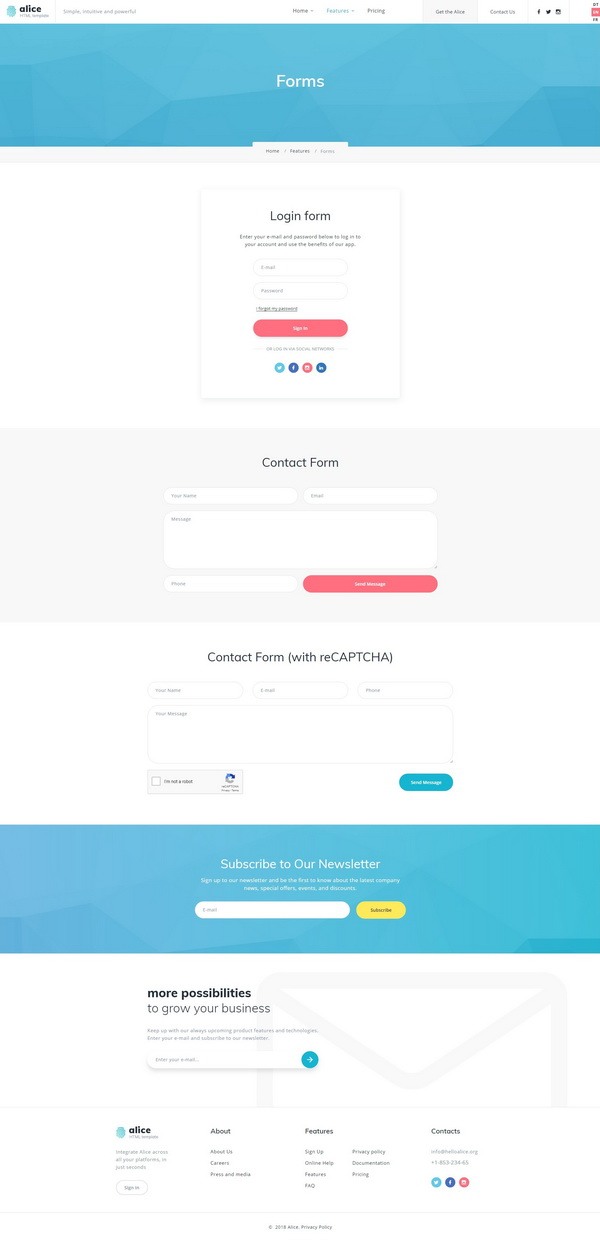 alice
HTML template
Simple, intuitive and powerful
Home
Features
Pricing
Get the Alice
Contact Us
DT
EN
FR
Forms
Home
Features
Forms
Login form
Enter your e-mail and password below to log in to
your account and use the benefits of our app.
E-mail
Password
I forgot my password
Sign In
OR LOG IN VIA SOCIAL NETWORKS
Contact Form
Your Name
Email
Message
Phone
Send Message
Contact Form (with reCAPTCHA)
Your Name
E-mail
Phone
Your Message
I'm not a robot
reCAPTCHA
Privacy - Terms
Send Message
Subscribe to Our Newsletter
Sign up to our newsletter and be the first to know about the latest company
news, special offers, events, and discounts.
E-mail
Subscribe
more possibilities
to grow your business
Keep up with our always upcoming product features and technologies.
Enter your e-mail and subscribe to our newsletter.
Enter your e-mail...
alice
HTML template
Integrate Alice across
all your platforms, in
just seconds
Sign In
About
About Us
Careers
Press and media
Features
Sign Up
Online Help
Features
FAQ
Privacy policy
Documentation
Pricing
Contacts
info@helloalice.org
+1-853-234-65
© 2018 Alice. Privacy Policy